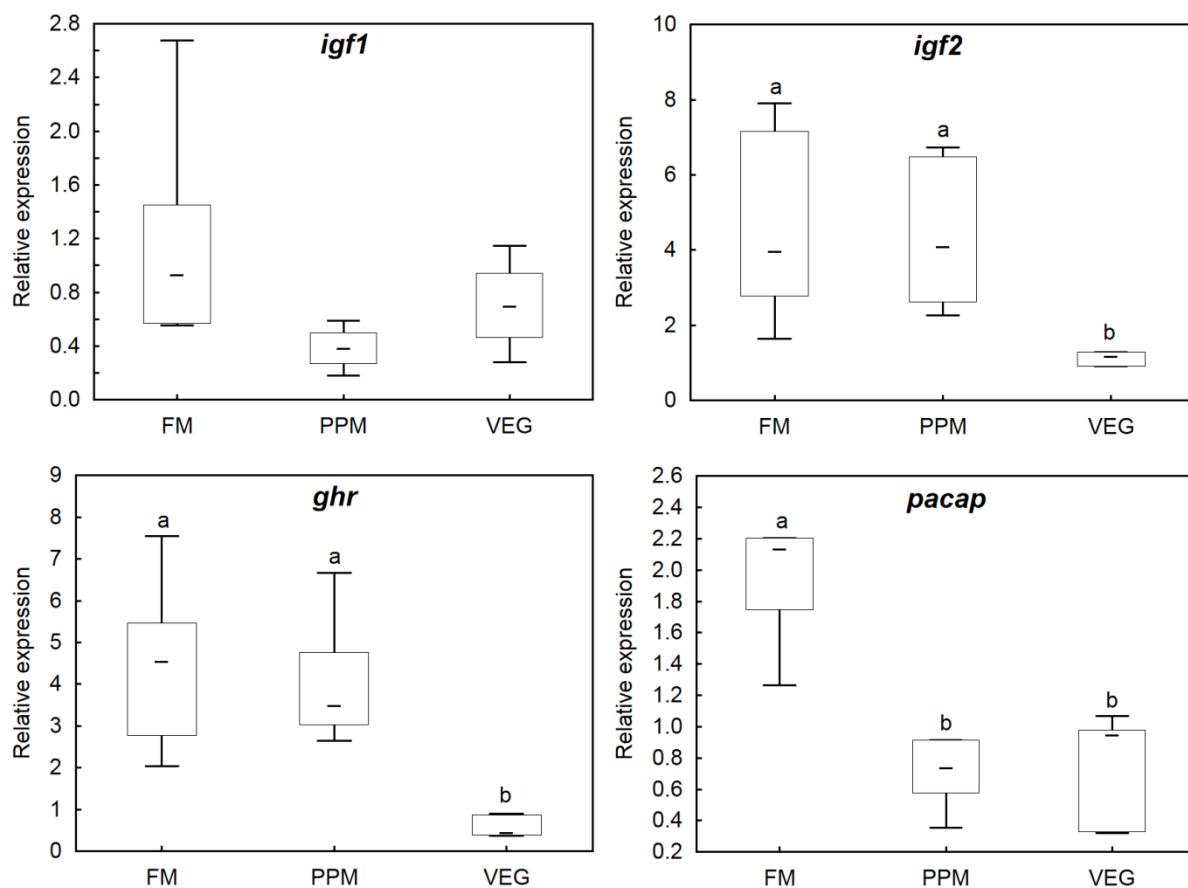 igf1
Relative expression
2.8
2.4
2.0
1.6
1.2
0.8
0.4
0.0
FM PPM VEG
igf2
Relative expression
10
8
6
4
2
0
a a b
FM PPM VEG
ghr
Relative expression
9
8
7
6
5
4
3
2
1
0
a a b
FM PPM VEG
pacap
Relative expression
2.6
2.4
2.2
2.0
1.8
1.6
1.4
1.2
1.0
0.8
0.6
0.4
0.2
a b b
FM PPM VEG